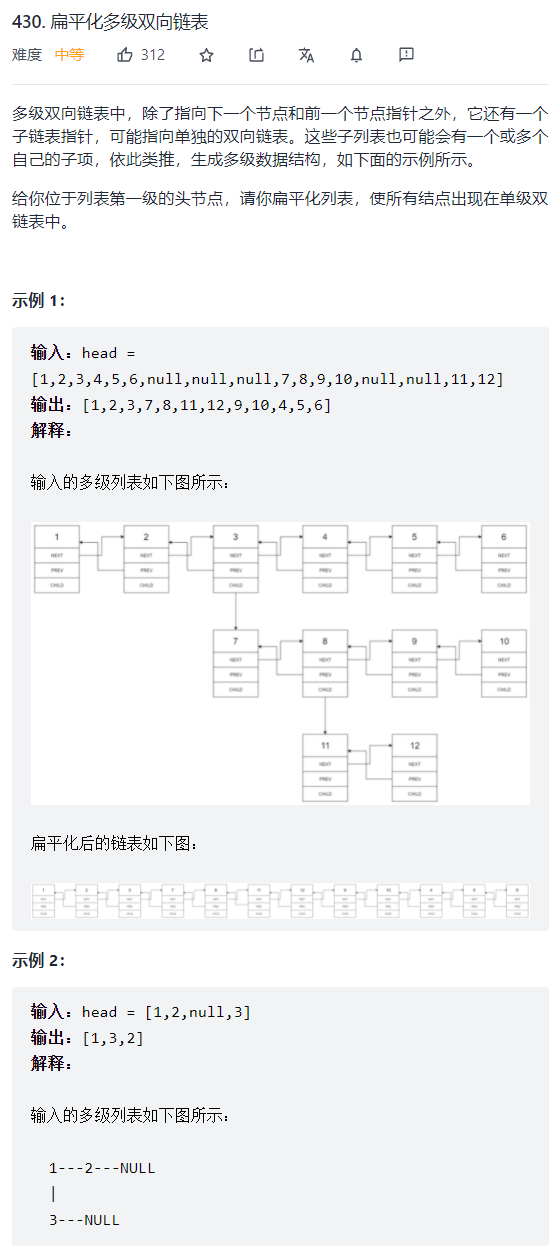 430. 扁平化多级双向链表
难度 中等 312
多级双向链表中，除了指向下一个节点和前一个节点指针之外，它还有一个
子链表指针，可能指向单独的双向链表。这些子列表也可能会有一个或多个
自己的子项，依此类推，生成多级数据结构，如下面的示例所示。
给你位于列表第一级的头节点，请你扁平化列表，使所有结点出现在单级双
链表中。
示例 1：
输入：head =
[1,2,3,4,5,6,null,null,null,7,8,9,10,null,null,11,12]
输出：[1,2,3,7,8,11,12,9,10,4,5,6]
解释：
输入的多级列表如下图所示：
1 2 3 4 5 6
NEXT NEXT NEXT NEXT NEXT NEXT
PREV PREV PREV PREV PREV PREV
CHILD CHILD CHILD CHILD CHILD CHILD
7 8 9 10
NEXT NEXT NEXT NEXT
PREV PREV PREV PREV
CHILD CHILD CHILD CHILD
11 12
NEXT NEXT
PREV PREV
CHILD CHILD
扁平化后的链表如下图：
1 2 3 7 8 11 12 9 10 4 5 6
示例 2：
输入：head = [1,2,null,3]
输出：[1,3,2]
解释：
输入的多级列表如下图所示：
1---2---NULL
|
3---NULL